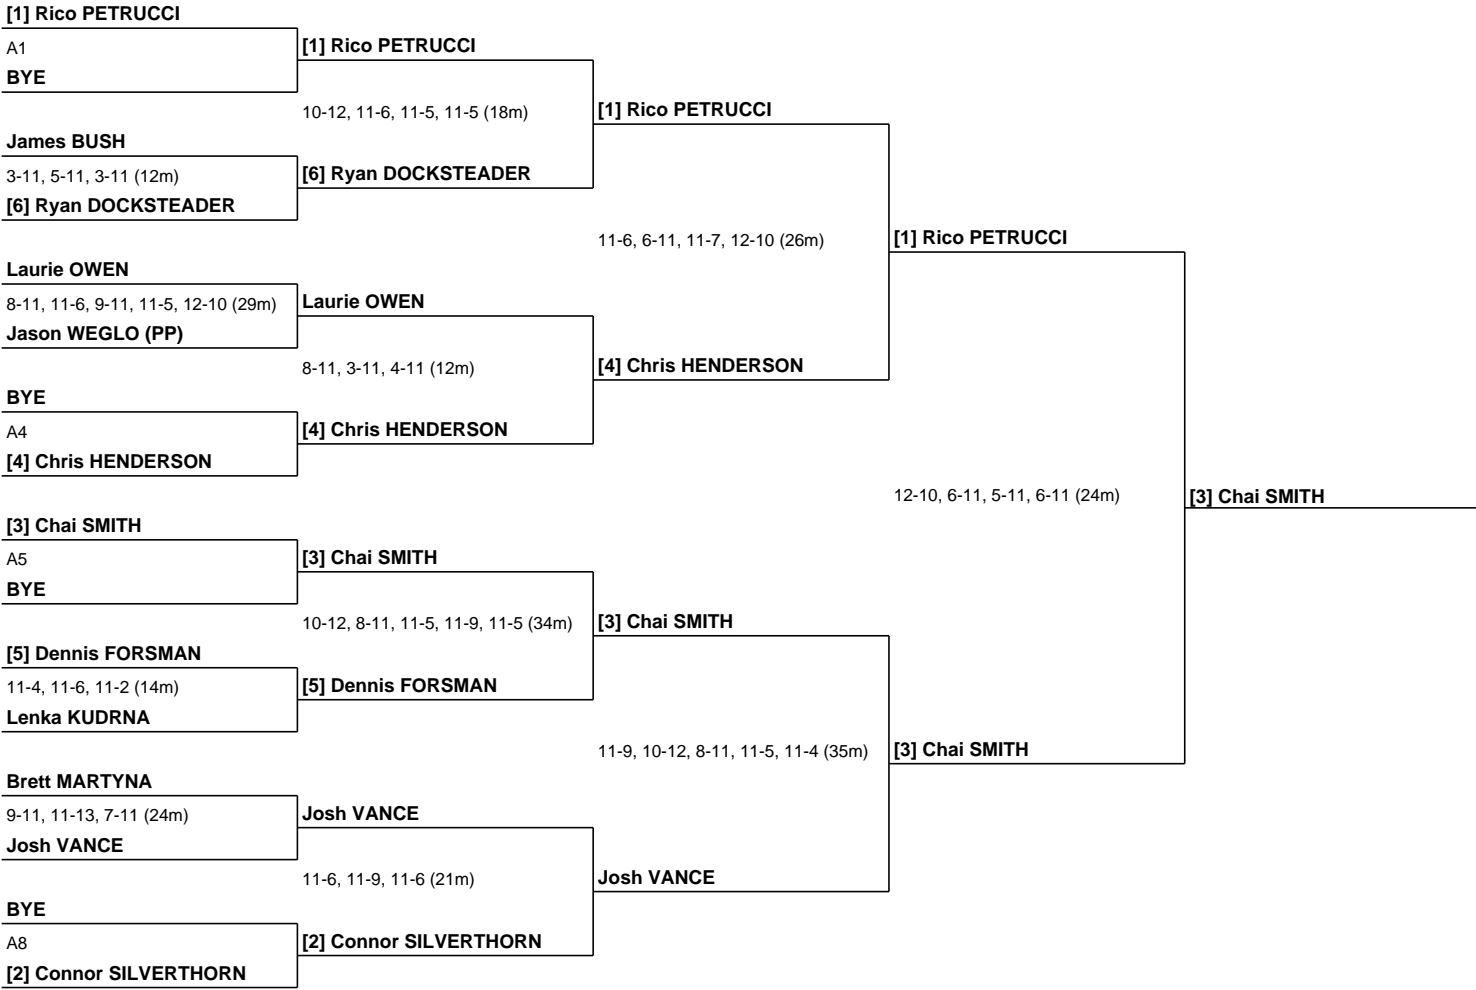 [1] Rico PETRUCCI
A1
BYE
James BUSH
3-11, 5-11, 3-11 (12m)
[6] Ryan DOCKSTEADER
Laurie OWEN
8-11, 11-6, 9-11, 11-5, 12-10 (29m)
Jason WEGLO (PP)
BYE
A4
[4] Chris HENDERSON
[3] Chai SMITH
A5
BYE
[5] Dennis FORSMAN
11-4, 11-6, 11-2 (14m)
Lenka KUDRNA
Brett MARTYNA
9-11, 11-13, 7-11 (24m)
Josh VANCE
BYE
A8
[2] Connor SILVERTHORN
[1] Rico PETRUCCI
10-12, 11-6, 11-5, 11-5 (18m)
[6] Ryan DOCKSTEADER
Laurie OWEN
8-11, 3-11, 4-11 (12m)
[4] Chris HENDERSON
[3] Chai SMITH
10-12, 8-11, 11-5, 11-9, 11-5 (34m)
[5] Dennis FORSMAN
Josh VANCE
11-6, 11-9, 11-6 (21m)
[2] Connor SILVERTHORN
[1] Rico PETRUCCI
11-6, 6-11, 11-7, 12-10 (26m)
[4] Chris HENDERSON
[3] Chai SMITH
11-9, 10-12, 8-11, 11-5, 11-4 (35m)
Josh VANCE
[1] Rico PETRUCCI
12-10, 6-11, 5-11, 6-11 (24m)
[3] Chai SMITH
[3] Chai SMITH